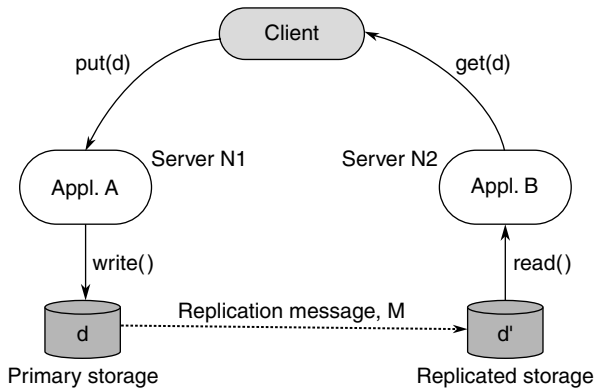 Client
put(d)
get(d)
Server N1
Server N2
Appl. A
Appl. B
write()
read()
Replication message, M
d
d'
Primary storage
Replicated storage